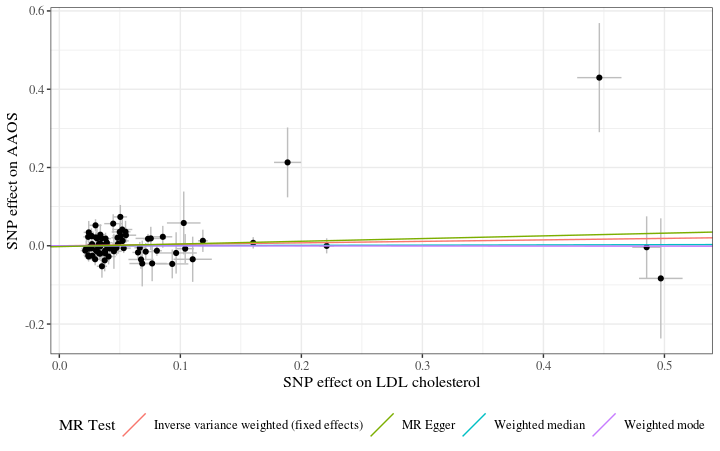 0.6
0.4
0.2
0.0
-0.2
SNP effect on AAOS
0.0 0.1 0.2 0.3 0.4 0.5
SNP effect on LDL cholesterol
MR Test Inverse variance weighted (fixed effects) MR Egger Weighted median Weighted mode